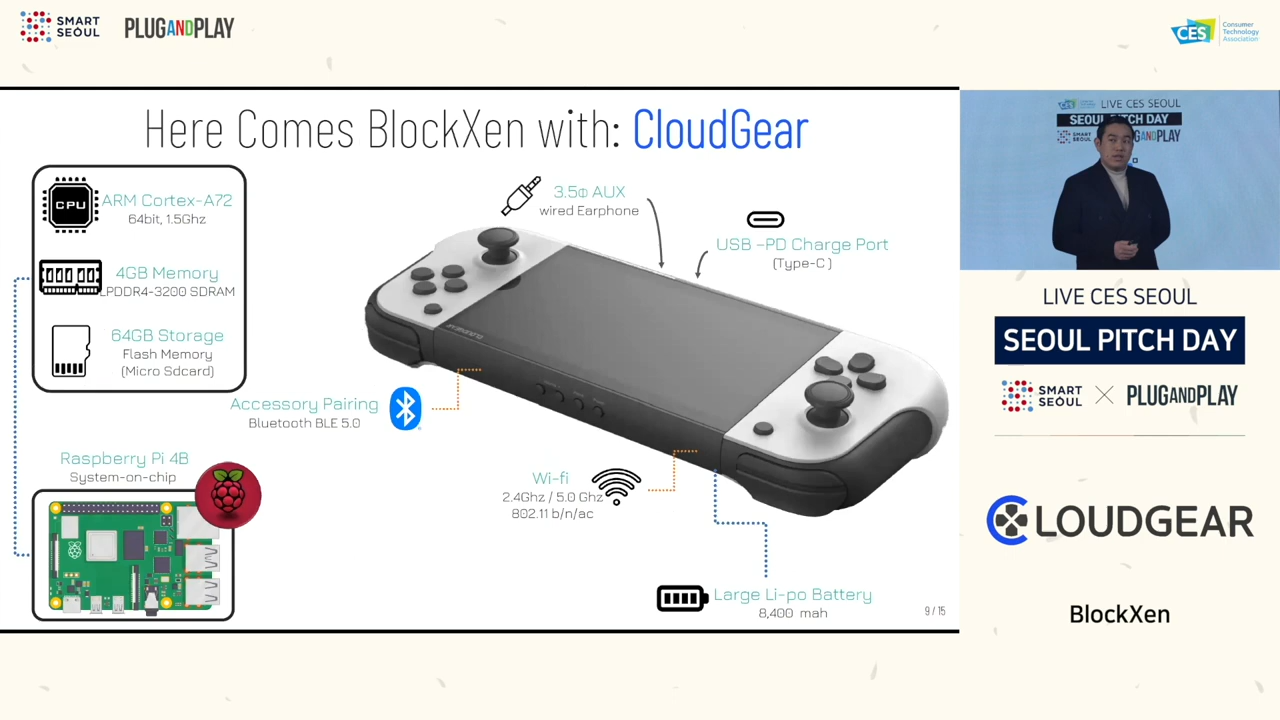 SMART
SEOUL
PLUGANDPLAY
CES
Consumer
Technology
Association
Here Comes BlockXen with: CloudGear
CPU
ARM Cortex-A72
64bit, 1.5Ghz
4GB Memory
LPDDR4-3200 SDRAM
64GB Storage
Flash Memory
(Micro Sdcard)
3.5Φ AUX
wired Earphone
USB -PD Charge Port
(Type-C )
CLOUDGEAR
Accessory Pairing
Bluetooth BLE 5.0
Raspberry Pi 4B
System-on-chip
Wi-fi
2.4Ghz / 5.0 Ghz
802.11 b/n/ac
Large Li-po Battery
8,400 mah
9 / 15
CES LIVE CES SEOUL
SEOUL PITCH DAY
SMART
SEOUL
PLUGANDPLAY
LIVE CES SEOUL
SEOUL PITCH DAY
SMART
SEOUL
PLUGANDPLAY
CLOUDGEAR
BlockXen